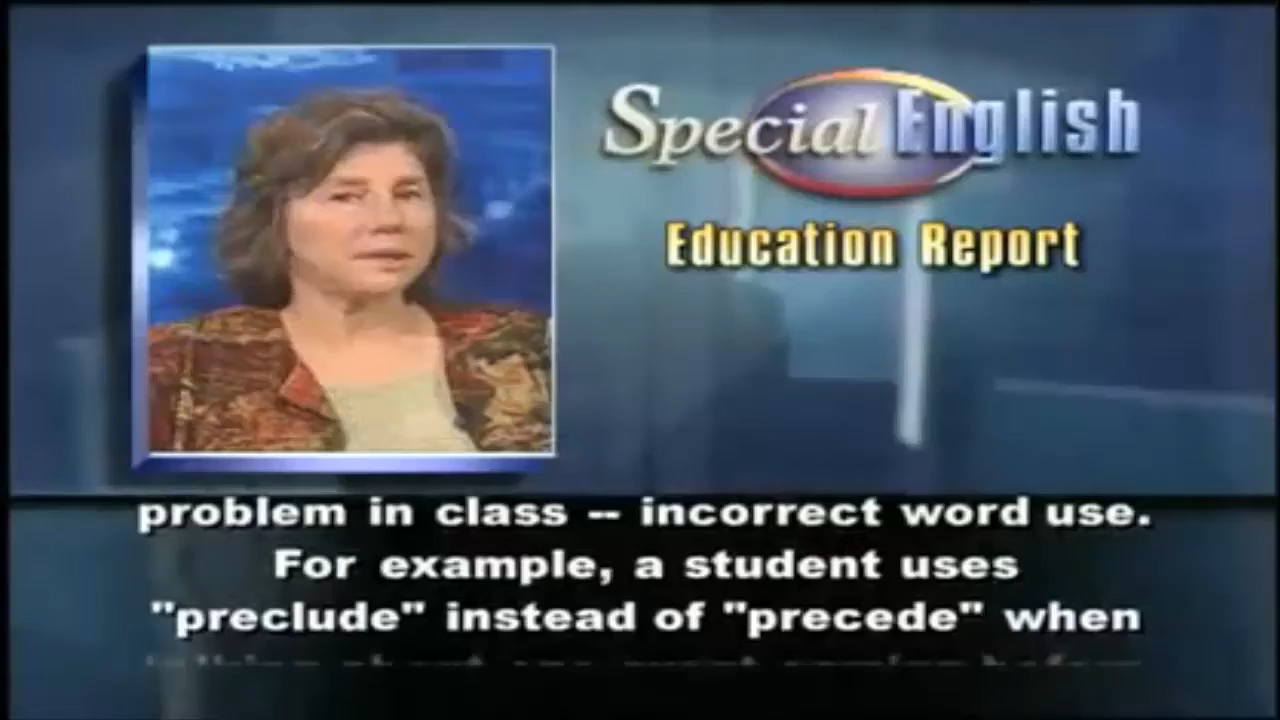 Special English
Education Report
problem in class -- incorrect word use.
For example, a student uses
"preclude" instead of "precede" when